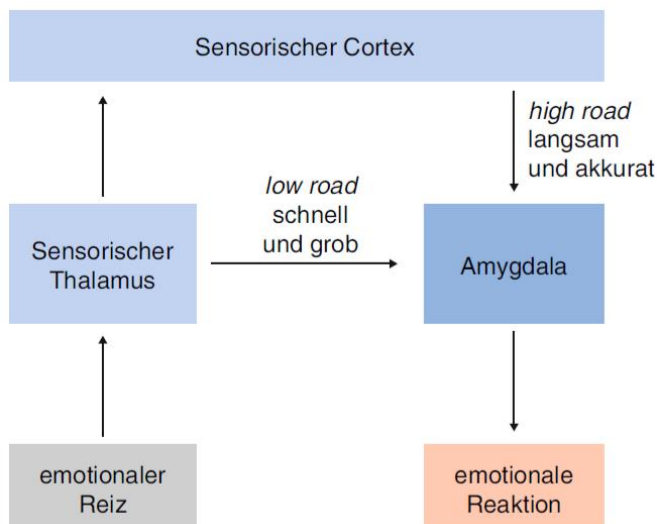 Sensorischer Cortex
high road
langsam
und akkurat
low road
schnell
und grob
Sensorischer
Thalamus
Amygdala
emotionaler
Reiz
emotionale
Reaktion